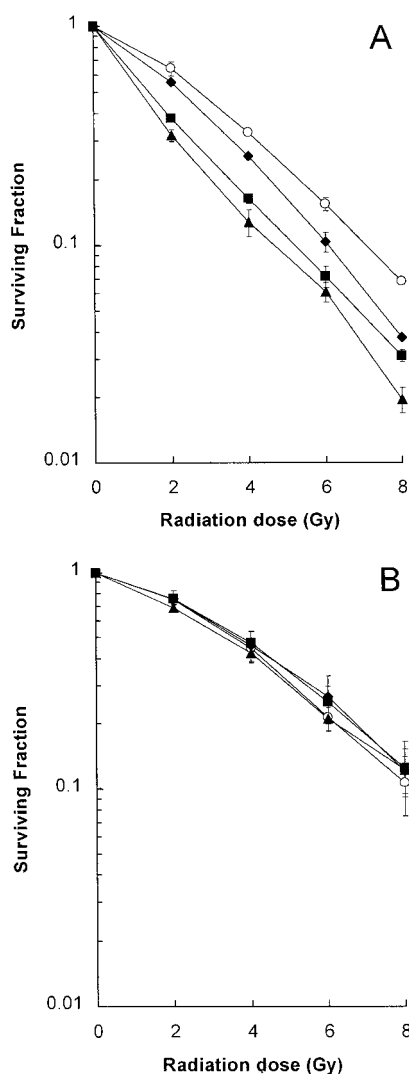 A
1
0.1
0.01
Surviving Fraction
0 2 4 6 8
Radiation dose (Gy)
B
1
0.1
0.01
Surviving Fraction
0 2 4 6 8
Radiation dose (Gy)